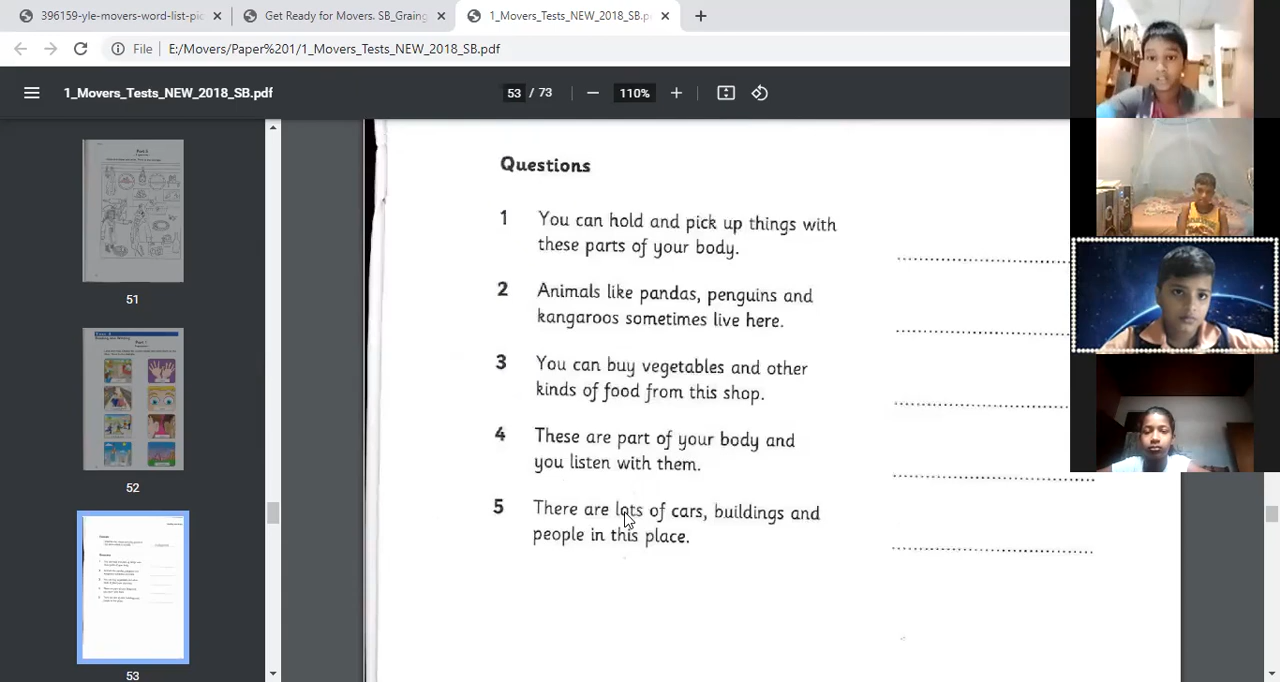 396159-yle-movers-word-list-pic
Get Ready for Movers. SB_Graing
1_Movers_Tests_NEW_2018_SB.p
File
E:/Movers/Paper%201/1_Movers_Tests_NEW_2018_SB.pdf
1_Movers_Tests_NEW_2018_SB.pdf
53 / 73
110%
51
52
53
Questions
1 You can hold and pick up things with
these parts of your body.
2 Animals like pandas, penguins and
kangaroos sometimes live here.
3 You can buy vegetables and other
kinds of food from this shop.
4 These are part of your body and
you listen with them.
5 There are lots of cars, buildings and
people in this place.